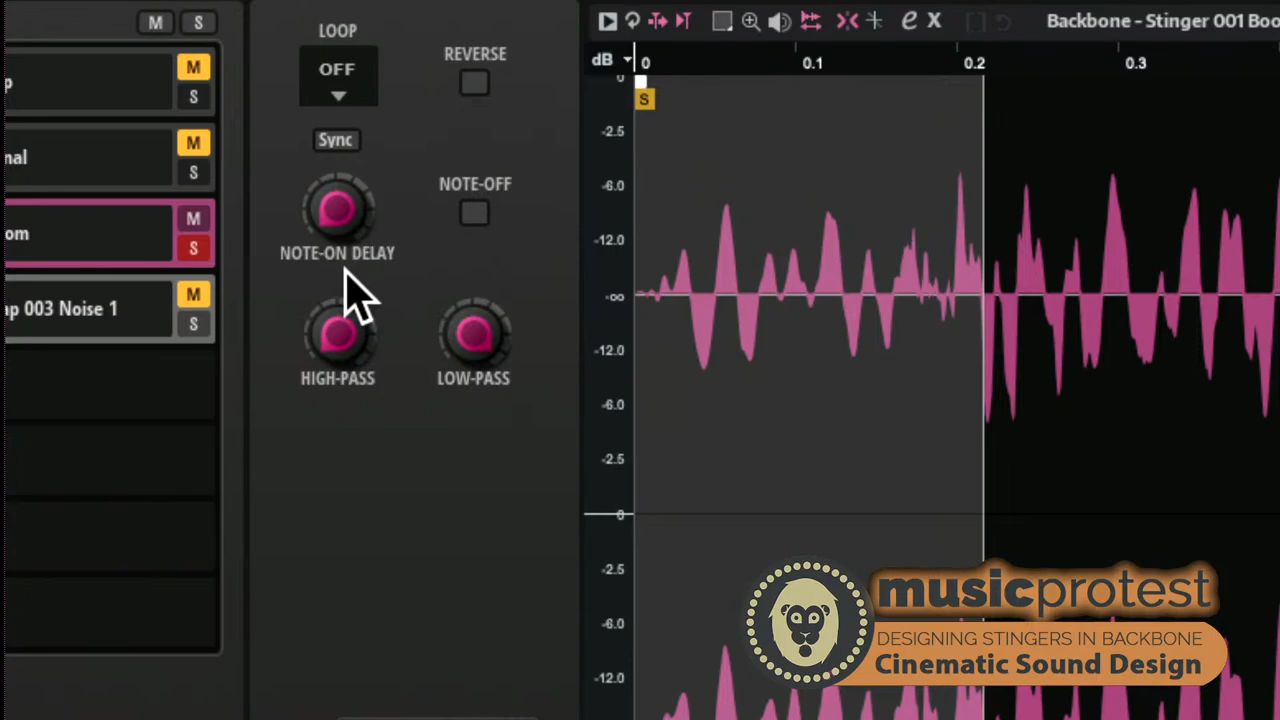 M S
p M
S
nal M
S
om M
S
ap 003 Noise 1 M
S
LOOP
OFF
REVERSE
Sync
NOTE-OFF
NOTE-ON DELAY
HIGH-PASS LOW-PASS
e x Backbone - Stinger 001 Boo
dB 0 0.1 0.2 0.3
S
0
-2.5
-6.0
-12.0
-∞
-12.0
-6.0
-2.5
0
-2.5
-6.0
-12.0
musicprotest
DESIGNING STINGERS IN BACKBONE
Cinematic Sound Design